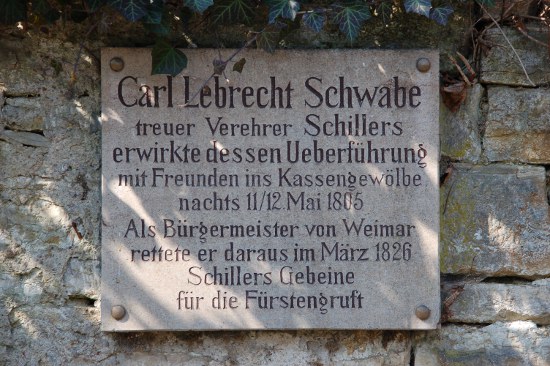 Carl Lebrecht Schwabe
treuer Verehrer Schillers
erwirkte dessen Ueberführung
mit Freunden ins Kassengewölbe
nachts 11/12 Mai 1805
Als Bürgermeister von Weimar
rettete er daraus im März 1826
Schillers Gebeine
für die Fürstengruft